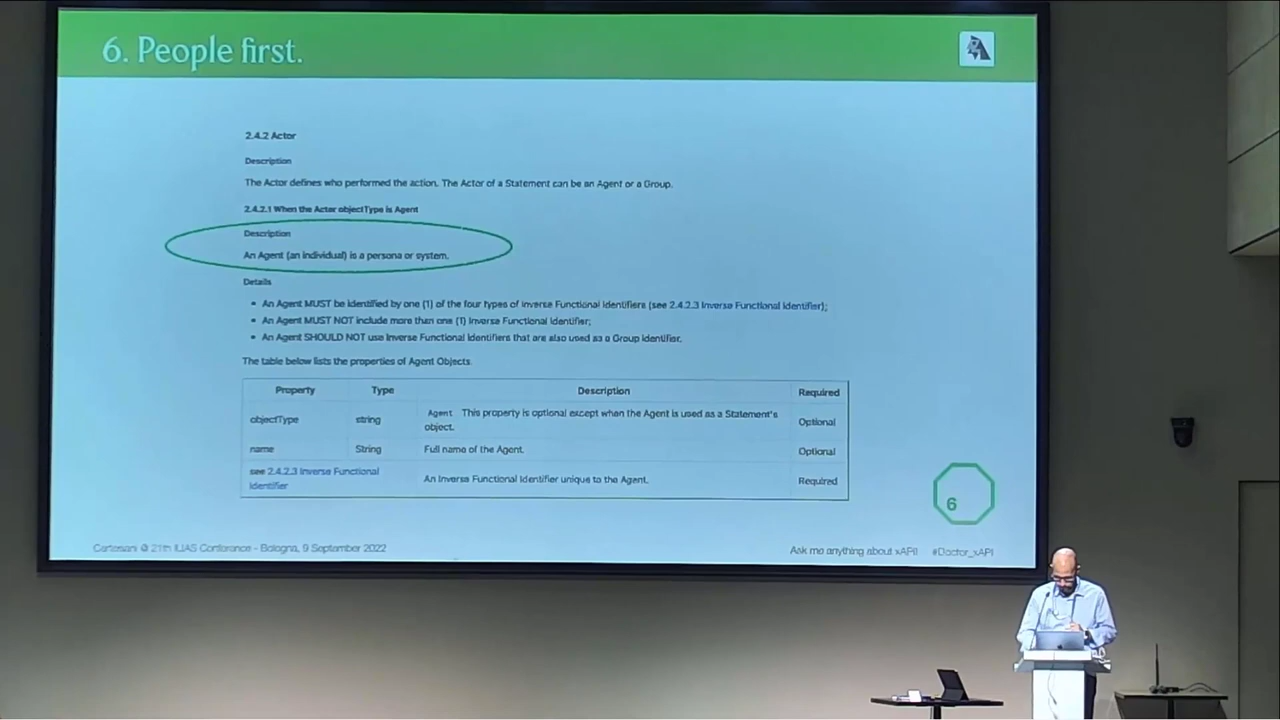 6. People first.
2.4.2 Actor
Description
The Actor defines who performed the action. The Actor of a Statement can be an Agent or a Group.
2.4.2.1 When the Actor objectType is Agent
Description
An Agent (an individual) is a persona or system.
Details
• An Agent MUST be identified by one (1) of the four types of Inverse Functional Identifiers (see 2.4.2.3 Inverse Functional Identifier);
• An Agent MUST NOT include more than one (1) Inverse Functional Identifier;
• An Agent SHOULD NOT use Inverse Functional Identifiers that are also used as a Group identifier.
The table below lists the properties of Agent Objects.
Property Type Description Required
objectType string Agent This property is optional except when the Agent is used as a Statement's
object. Optional
name String Full name of the Agent. Optional
see 2.4.2.3 Inverse Functional
Identifier An Inverse Functional Identifier unique to the Agent. Required
6
Cartesiani @ 21th ILIAS Conference - Bologna, 9 September 2022
Ask me anything about xAPI! #Doctor_xAPI